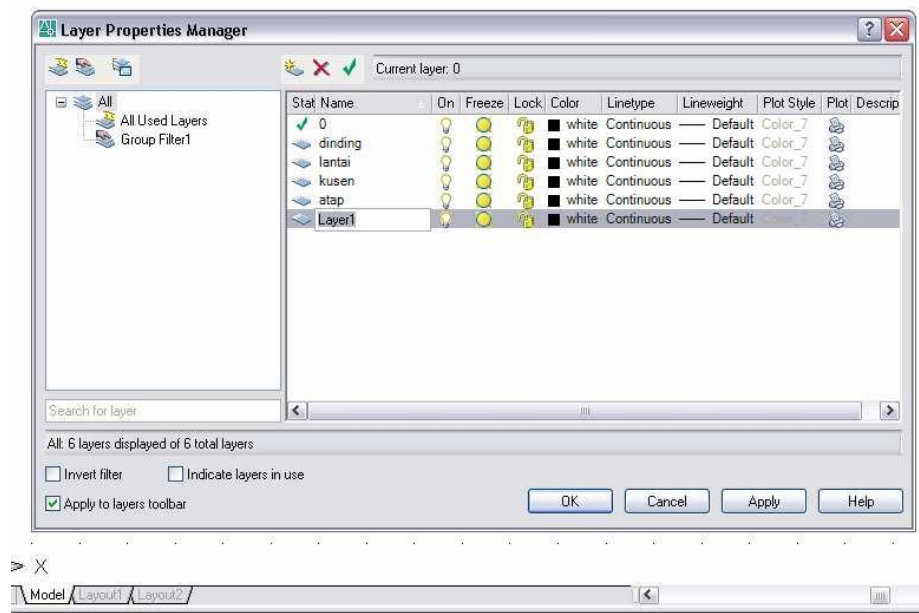 Layer Properties Manager
Current layer: 0
All
All Used Layers
Group Filter1
Stat Name On Freeze Lock Color Linetype Lineweight Plot Style Plot Descrip
0 white Continuous Default Color_7
dinding white Continuous Default Color_7
lantai white Continuous Default Color_7
kusen white Continuous Default Color_7
atap white Continuous Default Color_7
Layer1 white Continuous Default
Search for layer
All: 6 layers displayed of 6 total layers
Invert filter Indicate layers in use
Apply to layers toolbar
OK Cancel Apply Help
X
Model Layout1 Layout2